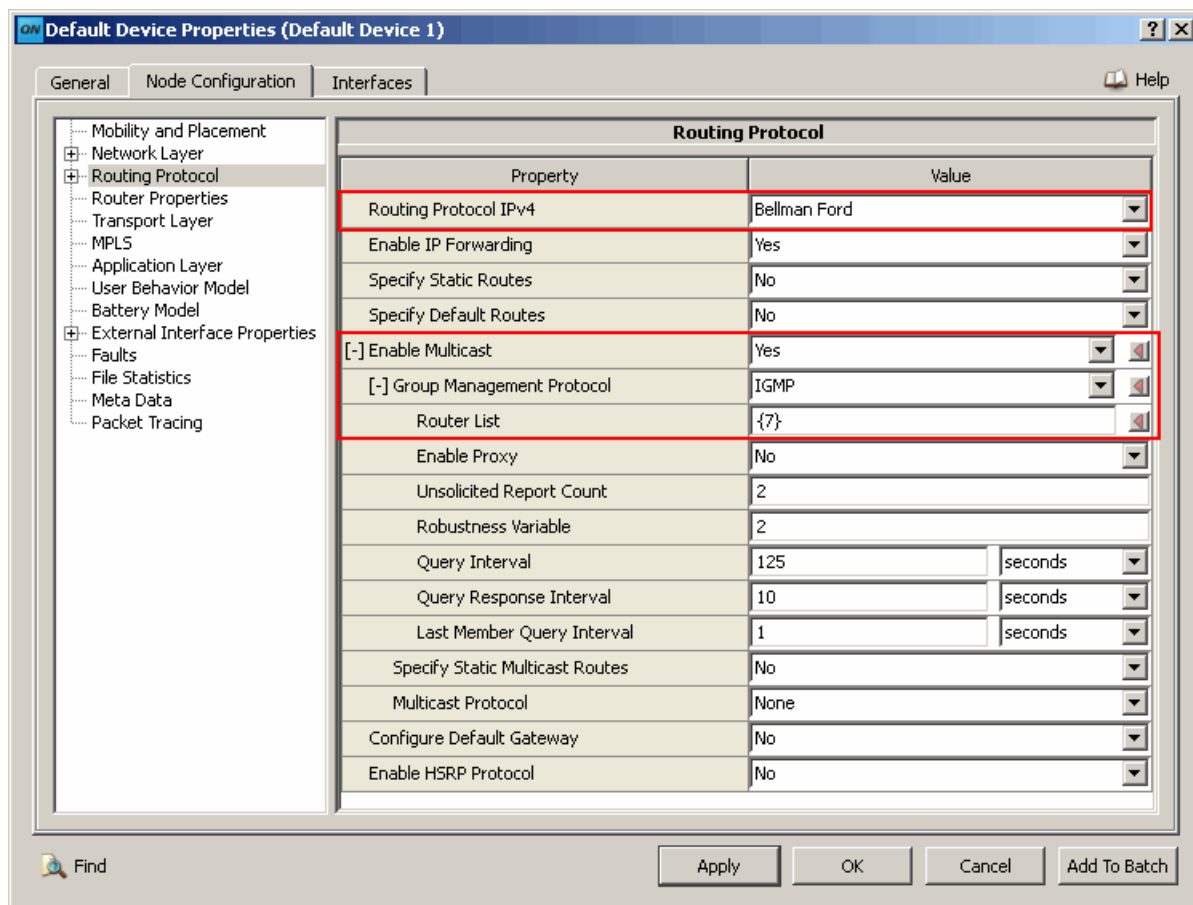 QN Default Device Properties (Default Device 1)
General Node Configuration Interfaces Help
Mobility and Placement
Network Layer
Routing Protocol
Router Properties
Transport Layer
MPLS
Application Layer
User Behavior Model
Battery Model
External Interface Properties
Faults
File Statistics
Meta Data
Packet Tracing
Routing Protocol
Property Value
Routing Protocol IPv4 Bellman Ford
Enable IP Forwarding Yes
Specify Static Routes No
Specify Default Routes No
[-] Enable Multicast Yes
[-] Group Management Protocol IGMP
Router List {7}
Enable Proxy No
Unsolicited Report Count 2
Robustness Variable 2
Query Interval 125 seconds
Query Response Interval 10 seconds
Last Member Query Interval 1 seconds
Specify Static Multicast Routes No
Multicast Protocol None
Configure Default Gateway No
Enable HSRP Protocol No
Find Apply OK Cancel Add To Batch